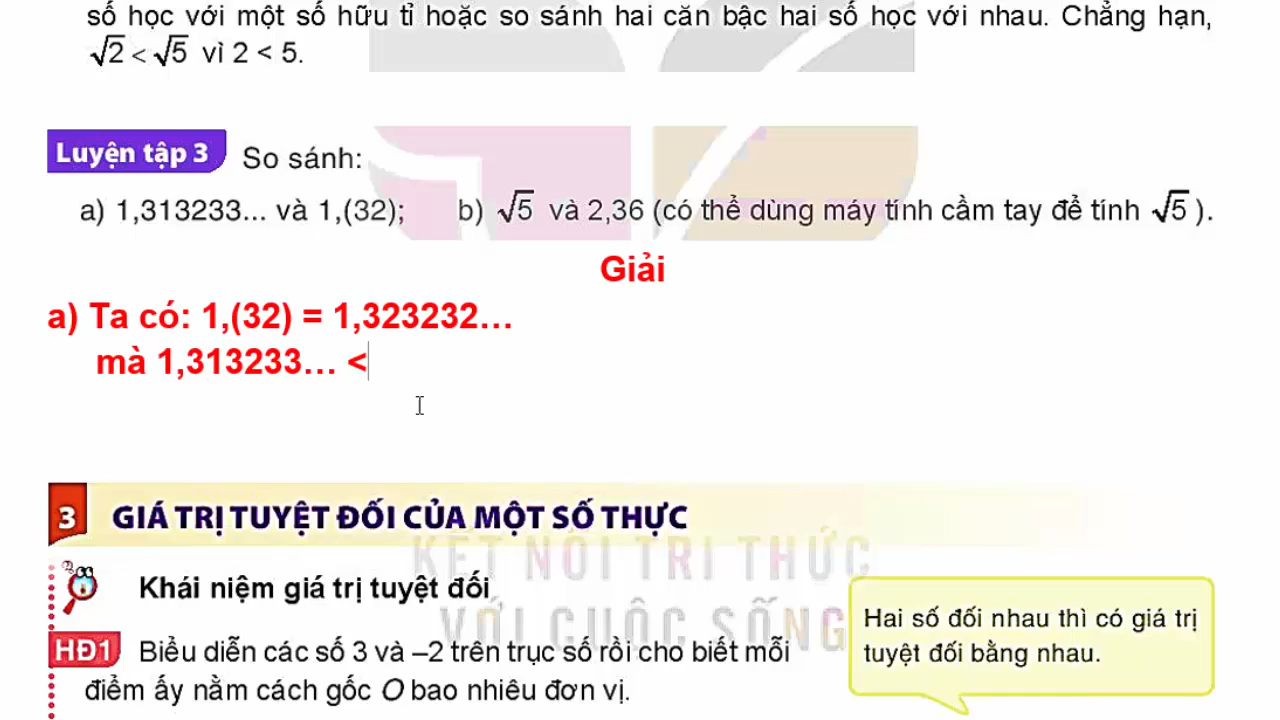 số học với một số hữu tỉ hoặc so sánh hai căn bậc hai số học với nhau. Chẳng hạn,
√2 < √5 vì 2 < 5.
Luyện tập 3 So sánh:
a) 1,313233... và 1,(32); b) √5 và 2,36 (có thể dùng máy tính cầm tay để tính √5 ).
Giải
a) Ta có: 1,(32) = 1,323232…
mà 1,313233… <
3 GIÁ TRỊ TUYỆT ĐỐI CỦA MỘT SỐ THỰC
KẾT NỐI TRI THỨC
VỚI CUỘC SỐNG
Khái niệm giá trị tuyệt đối
HĐ1 Biểu diễn các số 3 và –2 trên trục số rồi cho biết mỗi
điểm ấy nằm cách gốc O bao nhiêu đơn vị.
Hai số đối nhau thì có giá trị
tuyệt đối bằng nhau.